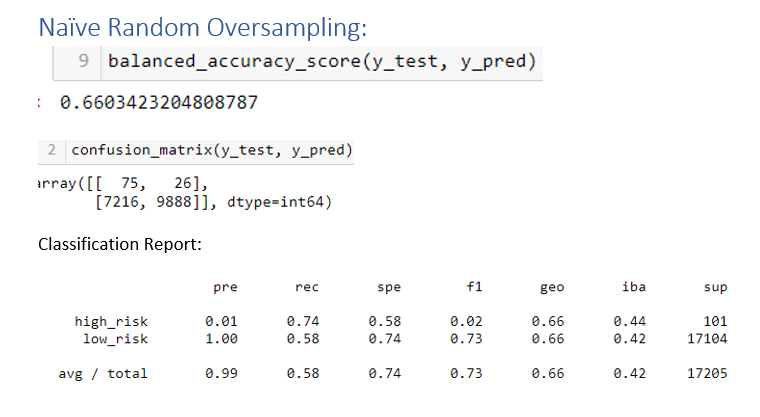 Naïve Random Oversampling:
9 balanced_accuracy_score(y_test, y_pred)
: 0.6603423204808787
2 confusion_matrix(y_test, y_pred)
array([[ 75, 26],
[7216, 9888]], dtype=int64)
Classification Report:
pre rec spe f1 geo iba sup
high_risk 0.01 0.74 0.58 0.02 0.66 0.44 101
low_risk 1.00 0.58 0.74 0.73 0.66 0.42 17104
avg / total 0.99 0.58 0.74 0.73 0.66 0.42 17205